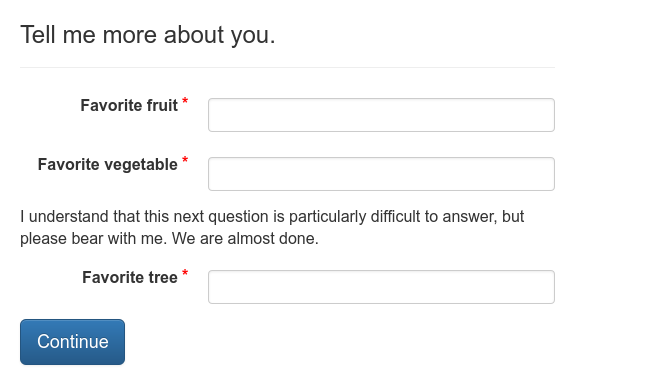 Tell me more about you.
Favorite fruit *
Favorite vegetable *
I understand that this next question is particularly difficult to answer, but
please bear with me. We are almost done.
Favorite tree *
Continue